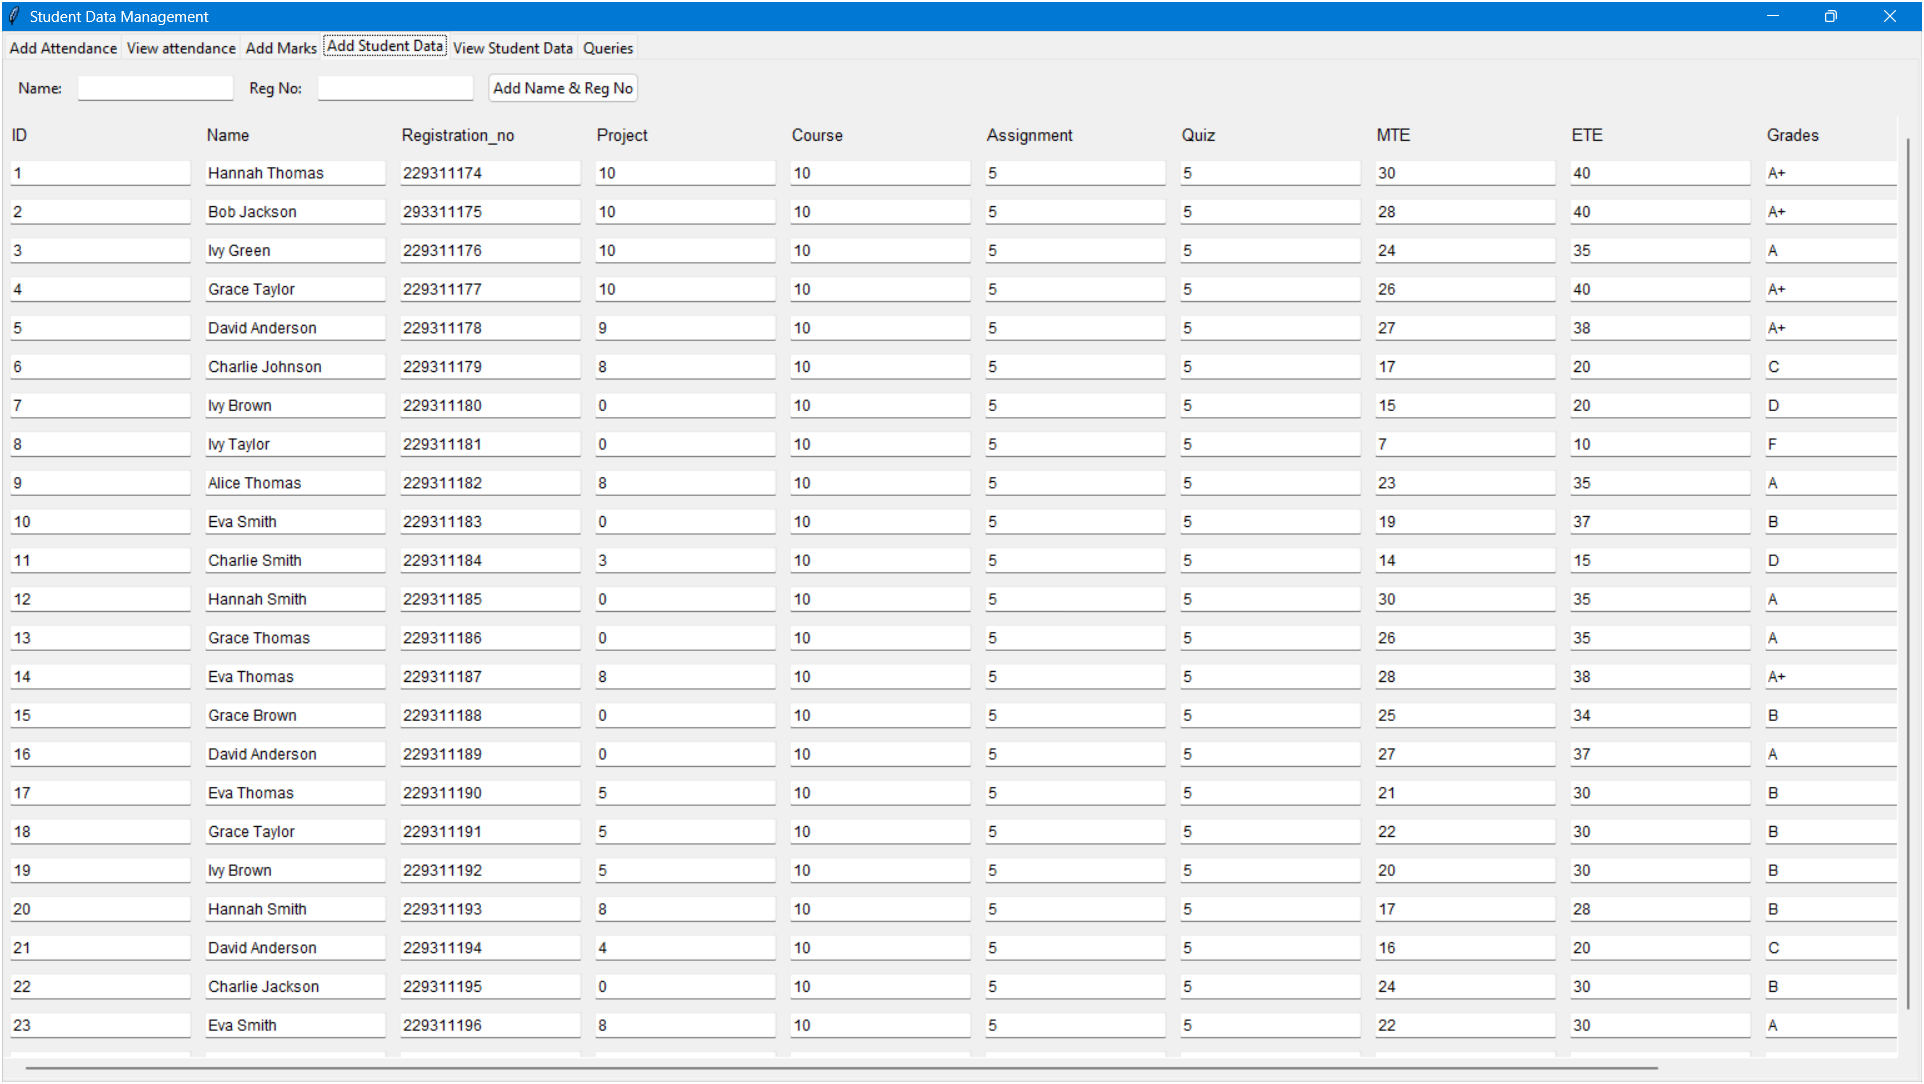 Student Data Management
Add Attendance View attendance Add Marks Add Student Data View Student Data Queries
Name: Reg No: Add Name & Reg No
ID Name Registration_no Project Course Assignment Quiz MTE ETE Grades
1 Hannah Thomas 229311174 10 10 5 5 30 40 A+
2 Bob Jackson 293311175 10 10 5 5 28 40 A+
3 Ivy Green 229311176 10 10 5 5 24 35 A
4 Grace Taylor 229311177 10 10 5 5 26 40 A+
5 David Anderson 229311178 9 10 5 5 27 38 A+
6 Charlie Johnson 229311179 8 10 5 5 17 20 C
7 Ivy Brown 229311180 0 10 5 5 15 20 D
8 Ivy Taylor 229311181 0 10 5 5 7 10 F
9 Alice Thomas 229311182 8 10 5 5 23 35 A
10 Eva Smith 229311183 0 10 5 5 19 37 B
11 Charlie Smith 229311184 3 10 5 5 14 15 D
12 Hannah Smith 229311185 0 10 5 5 30 35 A
13 Grace Thomas 229311186 0 10 5 5 26 35 A
14 Eva Thomas 229311187 8 10 5 5 28 38 A+
15 Grace Brown 229311188 0 10 5 5 25 34 B
16 David Anderson 229311189 0 10 5 5 27 37 A
17 Eva Thomas 229311190 5 10 5 5 21 30 B
18 Grace Taylor 229311191 5 10 5 5 22 30 B
19 Ivy Brown 229311192 5 10 5 5 20 30 B
20 Hannah Smith 229311193 8 10 5 5 17 28 B
21 David Anderson 229311194 4 10 5 5 16 20 C
22 Charlie Jackson 229311195 0 10 5 5 24 30 B
23 Eva Smith 229311196 8 10 5 5 22 30 A